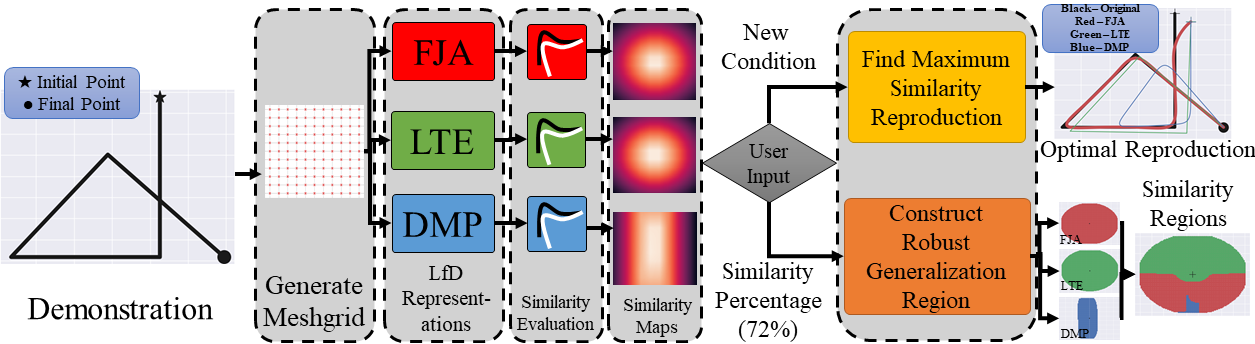 ★ Initial Point
● Final Point
Demonstration
Generate
Meshgrid
FJA
LTE
DMP
LfD
Represent-
ations
Similarity
Evaluation
Similarity
Maps
New
Condition
User
Input
Similarity
Percentage
(72%)
Find Maximum
Similarity
Reproduction
Construct
Robust
Generalization
Region
Black – Original
Red – FJA
Green – LTE
Blue – DMP
Optimal Reproduction
Similarity
Regions
FJA
LTE
DMP